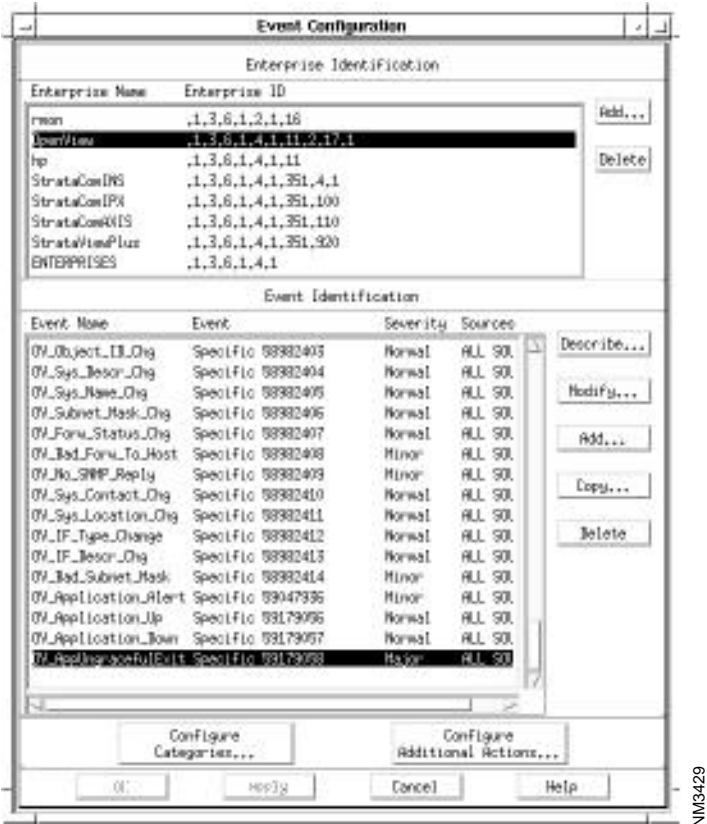 Event Configuration
Enterprise Identification
Enterprise Name Enterprise ID
rmon .1.3.6.1.2.1.16
OpenView .1.3.6.1.4.1.11.2.17.1
hp .1.3.6.1.4.1.11
StrataComINS .1.3.6.1.4.1.351.4.1
StrataComIPX .1.3.6.1.4.1.351.100
StrataComAXIS .1.3.6.1.4.1.351.110
StrataViewPlus .1.3.6.1.4.1.351.920
ENTERPRISES .1.3.6.1.4.1
Add...
Delete
Event Identification
Event Name Event Severity Sources
OV_Object_ID_Chg Specific 58982403 Normal ALL SOU
OV_Sys_Descr_Chg Specific 58982404 Normal ALL SOU
OV_Sys_Name_Chg Specific 58982405 Normal ALL SOU
OV_Subnet_Mask_Chg Specific 58982406 Normal ALL SOU
OV_Forw_Status_Chg Specific 58982407 Normal ALL SOU
OV_Bad_Forw_To_Host Specific 58982408 Minor ALL SOU
OV_No_SNMP_Reply Specific 58982409 Minor ALL SOU
OV_Sys_Contact_Chg Specific 58982410 Normal ALL SOU
OV_Sys_Location_Chg Specific 58982411 Normal ALL SOU
OV_IF_Type_Change Specific 58982412 Normal ALL SOU
OV_IF_Descr_Chg Specific 58982413 Normal ALL SOU
OV_Bad_Subnet_Mask Specific 58982414 Minor ALL SOU
OV_Application_Alert Specific 59047936 Minor ALL SOU
OV_Application_Up Specific 59179056 Normal ALL SOU
OV_Application_Down Specific 59179057 Normal ALL SOU
OV_AppUngracefulExit Specific 59179058 Major ALL SOU
Describe...
Modify...
Add...
Copy...
Delete
Configure
Categories...
Configure
Additional Actions...
OK
Apply
Cancel
Help
NM3429